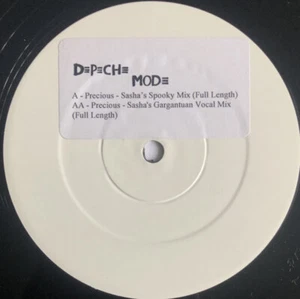 DEPECHE
MODE
A - Precious - Sasha's Spooky Mix (Full Length)
AA - Precious - Sasha's Gargantuan Vocal Mix
(Full Length)